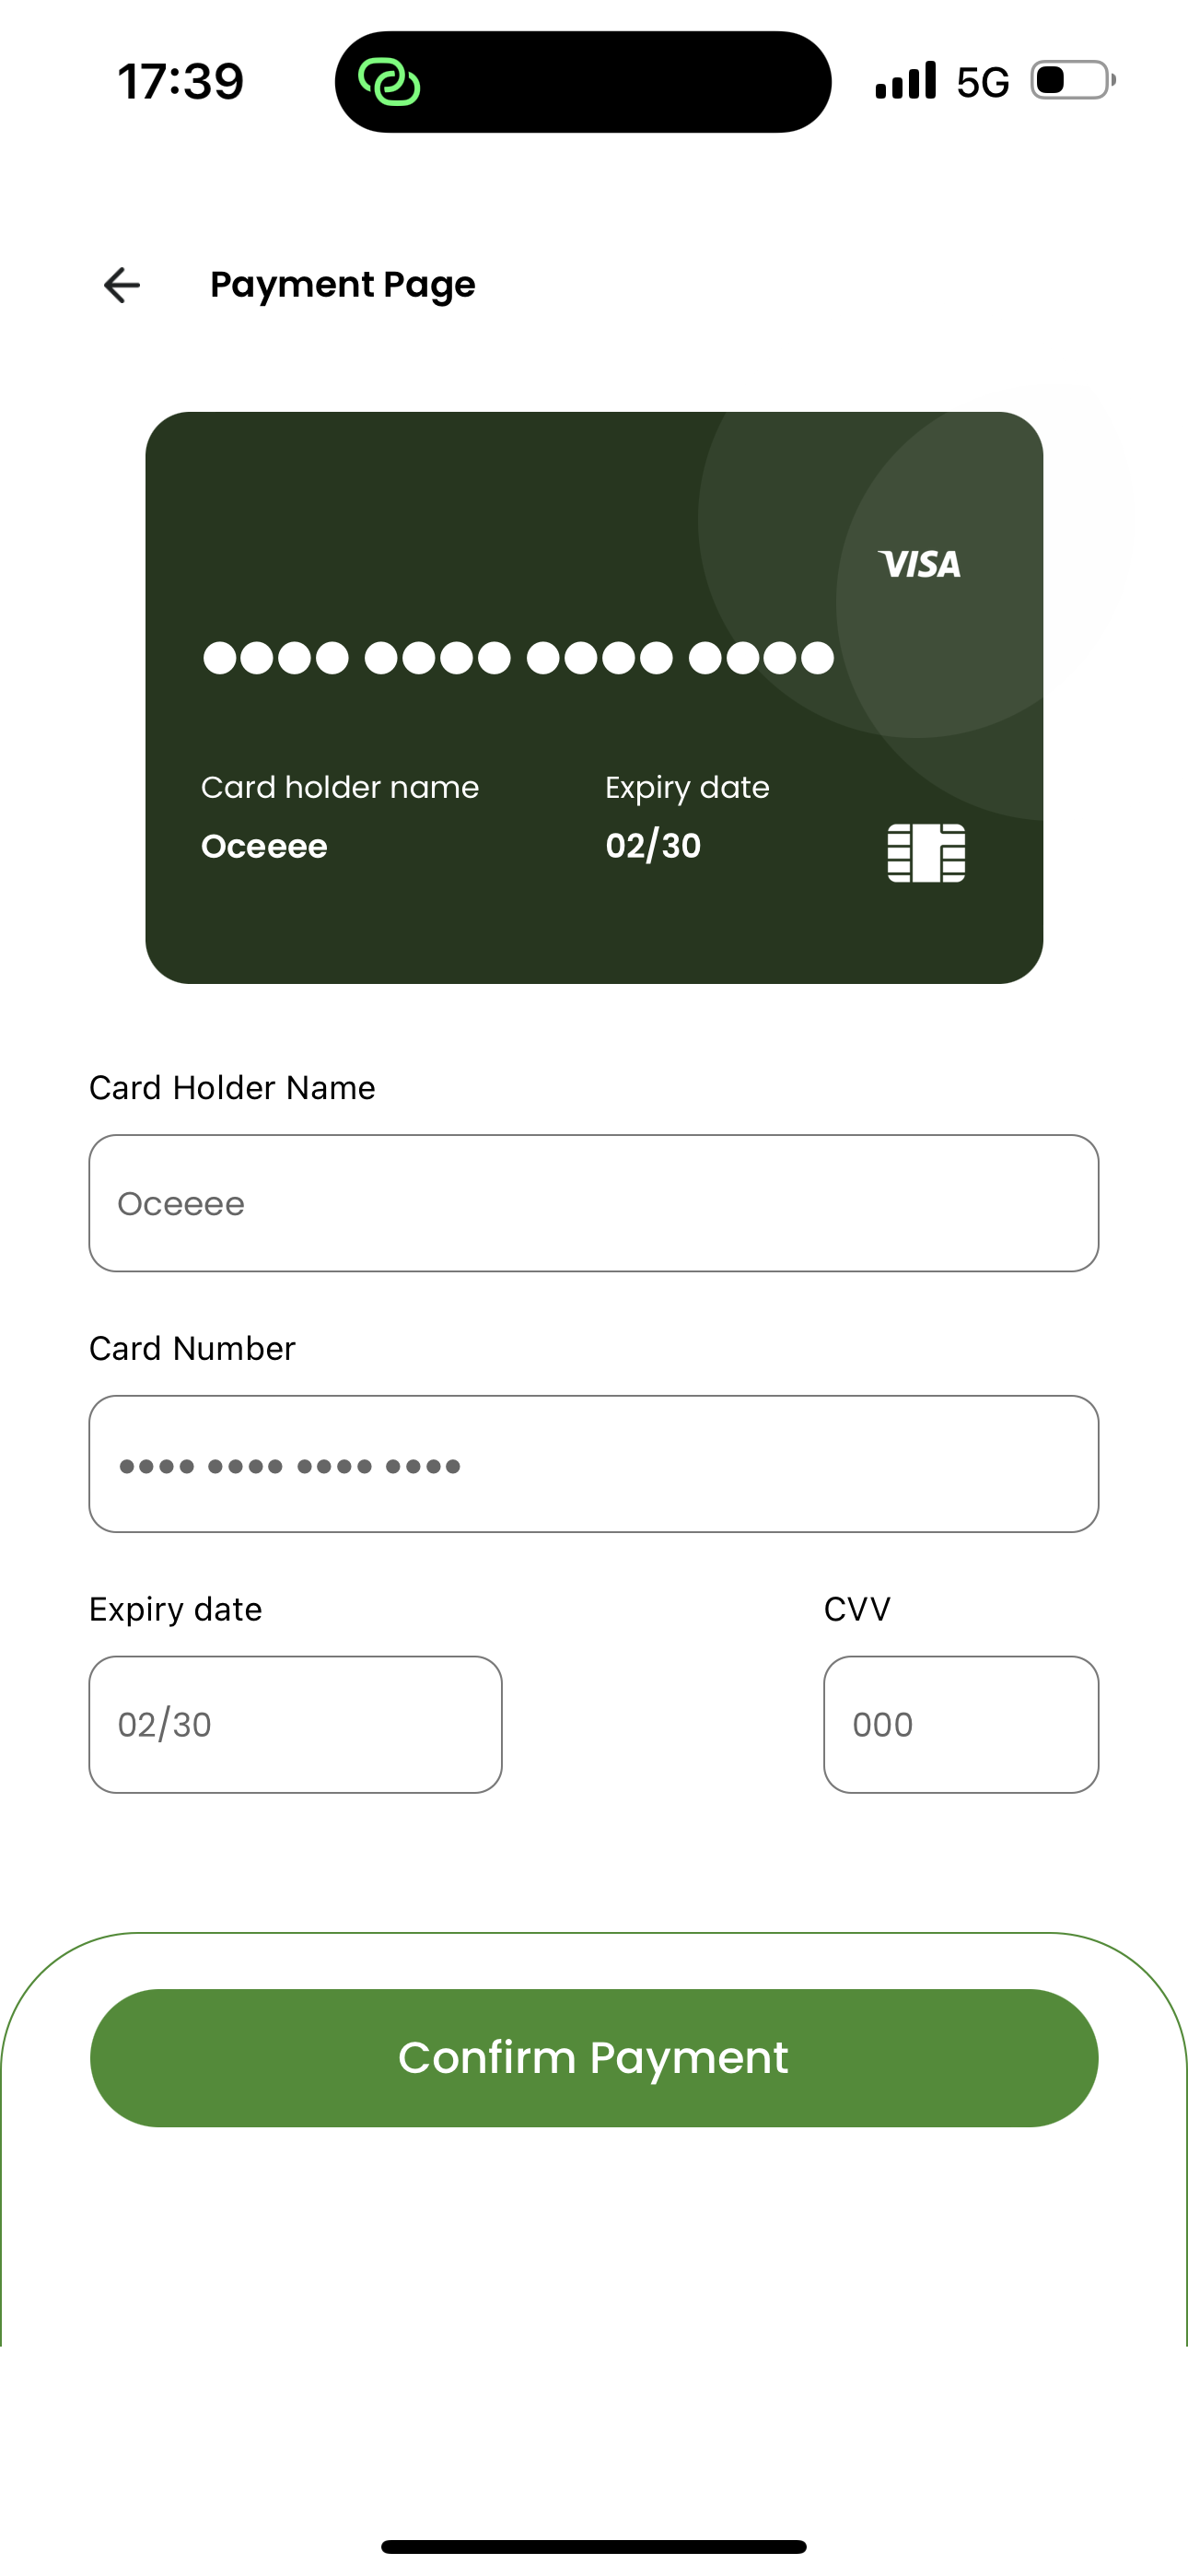 17:39 5G
Payment Page
VISA
●●●● ●●●● ●●●● ●●●●
Card holder name Expiry date
Oceeee 02/30
Card Holder Name
Oceeee
Card Number
•••• •••• •••• ••••
Expiry date CVV
02/30 000
Confirm Payment